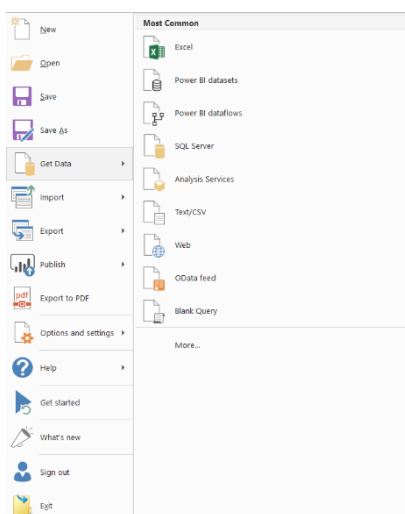 New
Open
Save
Save As
Get Data
Import
Export
Publish
pdf
Export to PDF
Options and settings
Help
Get started
What's new
Sign out
Exit
Most Common
Excel
Power BI datasets
Power BI dataflows
SQL Server
Analysis Services
Text/CSV
Web
OData feed
Blank Query
More...